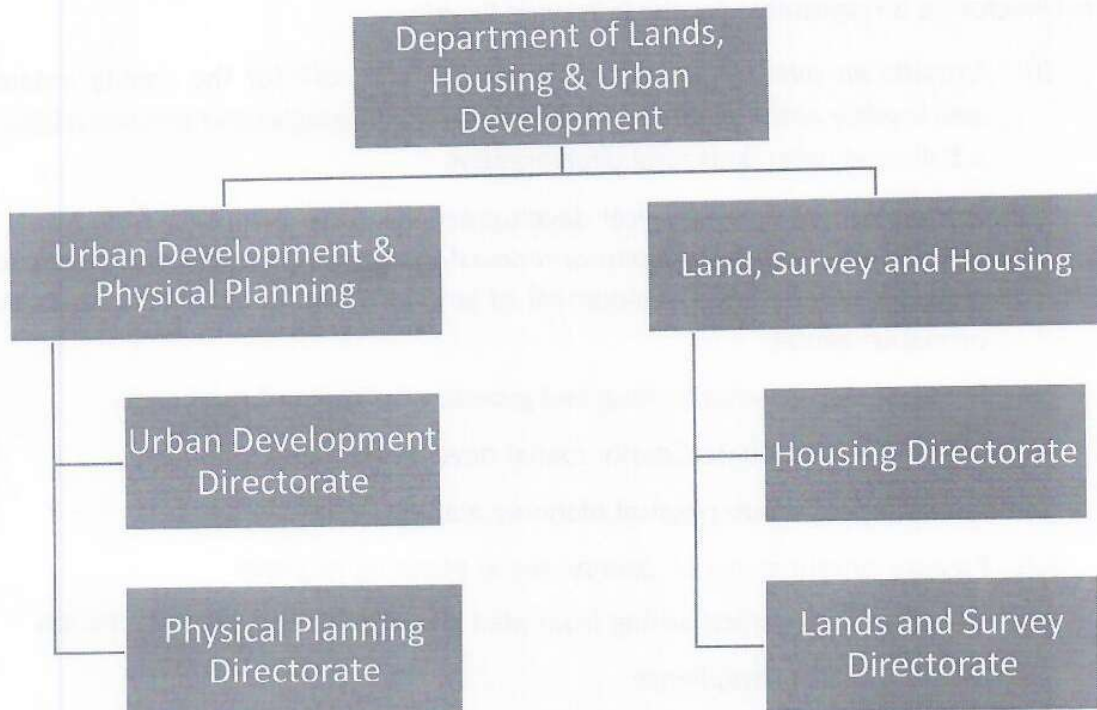 Department of Lands,
Housing & Urban
Development
Urban Development &
Physical Planning
Land, Survey and Housing
Urban Development
Directorate
Housing Directorate
Physical Planning
Directorate
Lands and Survey
Directorate